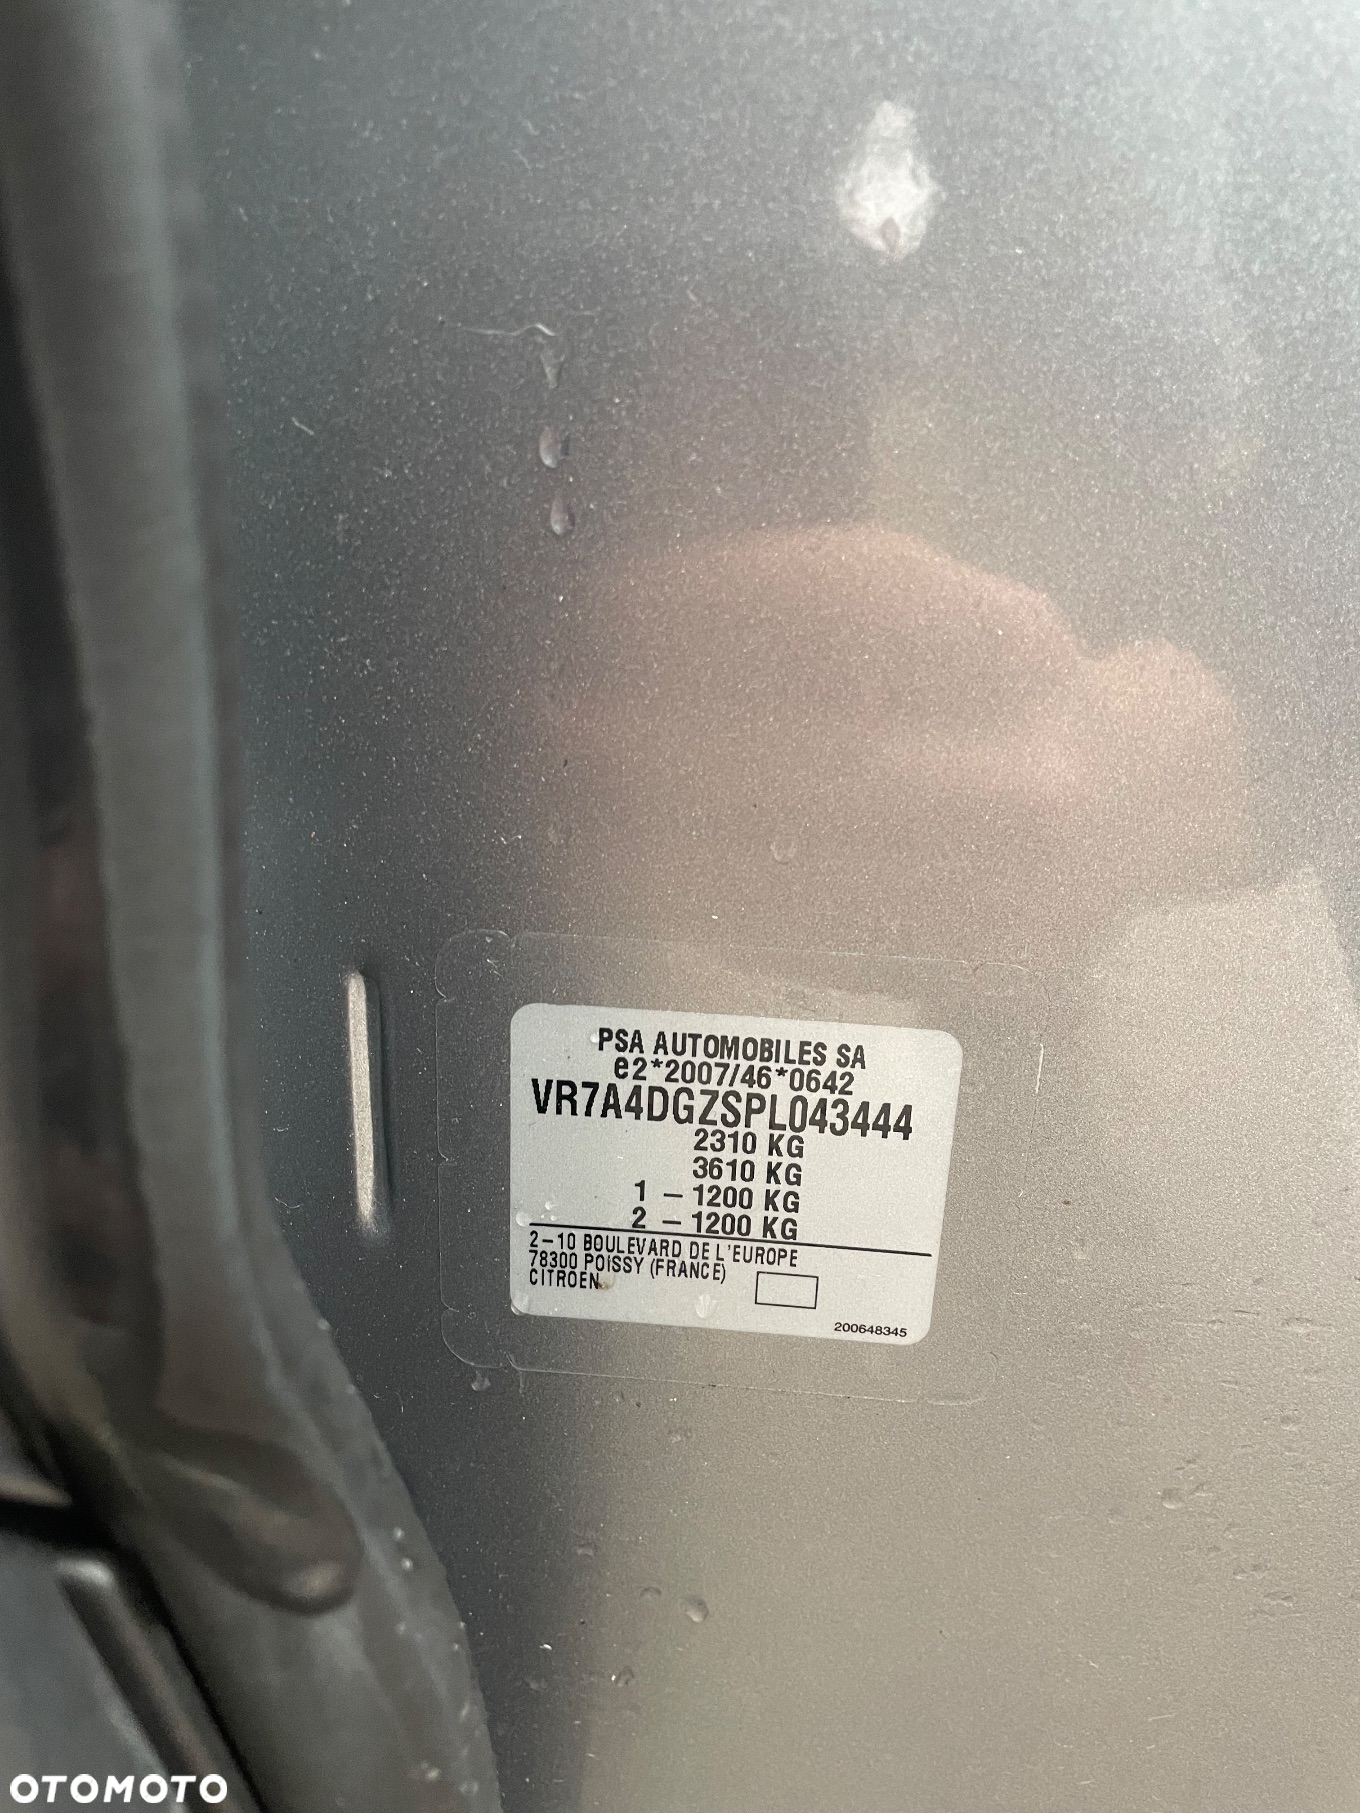 PSA AUTOMOBILES SA
e2*2007/46*0642
VR7A4DGZSPL043444
2310 KG
3610 KG
1 - 1200 KG
2 - 1200 KG
2-10 BOULEVARD DE L'EUROPE
78300 POISSY (FRANCE)
CITROEN
200648345
OTOMOTO